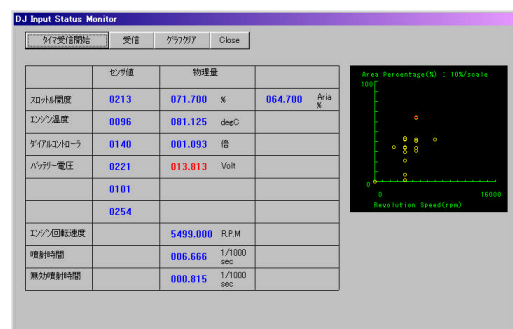 DJ Input Status Monitor
ﾀｲﾏ受信開始 受信 ｸﾞﾗﾌｸﾘｱ Close
ｾﾝｻ値 物理量
ｽﾛｯﾄﾙ開度 0213 071.700 % 064.700 Aria %
ｴﾝｼﾞﾝ温度 0096 081.125 degC
ﾀﾞｲｱﾙｺﾝﾄﾛｰﾗ 0140 001.093 倍
ﾊﾞｯﾃﾘｰ電圧 0221 013.813 Volt
0101
0254
ｴﾝｼﾞﾝ回転速度 5499.000 R.P.M
噴射時間 006.666 1/1000 sec
無効噴射時間 000.815 1/1000 sec
Area Percentage(%) : 10%/scale
100
0
0 16000
Revolution Speed(rpm)